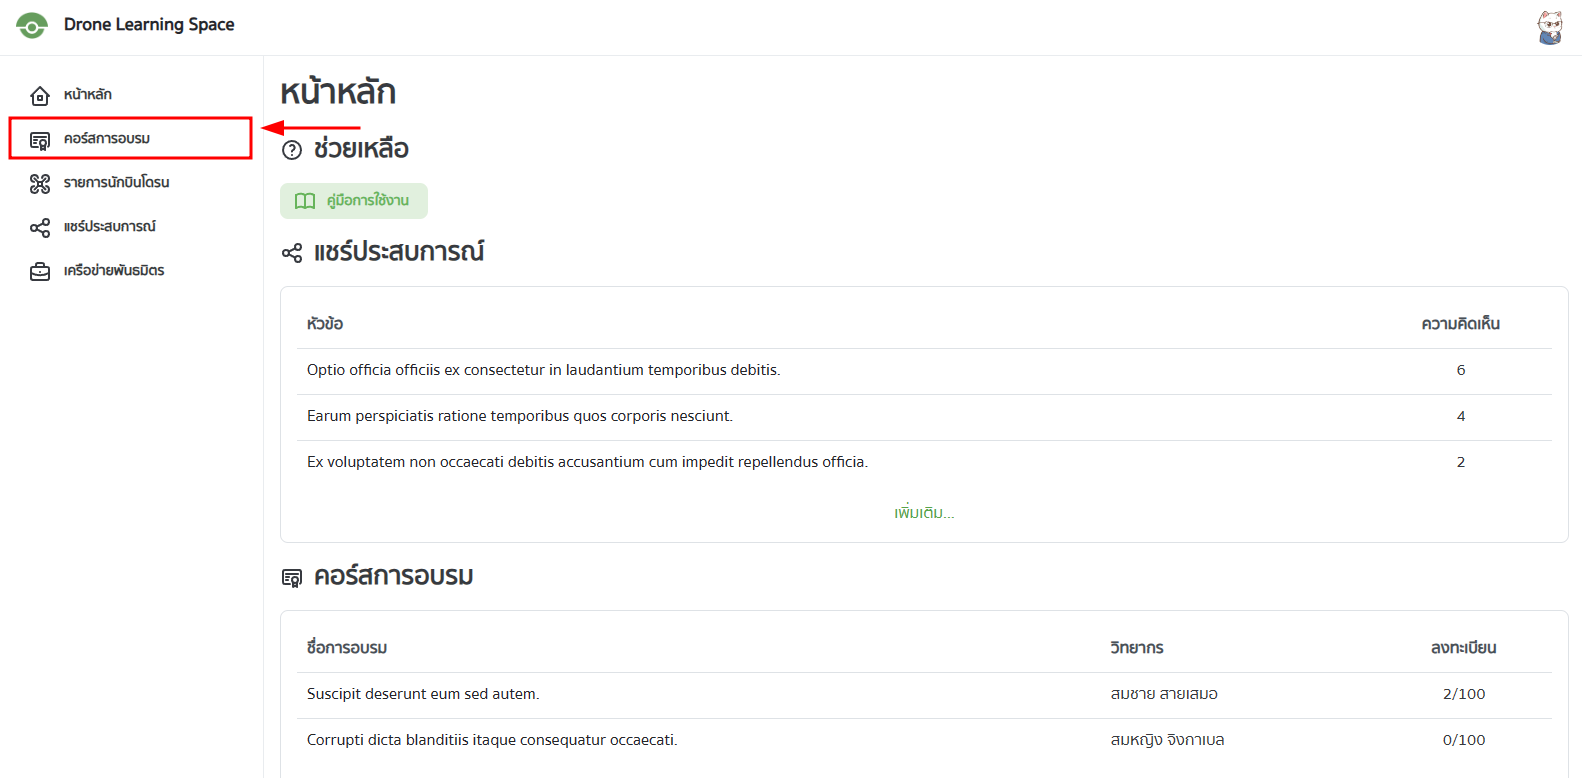 Drone Learning Space
หน้าหลัก
คอร์สการอบรม
รายการนักบินโดรน
แชร์ประสบการณ์
เครือข่ายพันธมิตร
หน้าหลัก
ช่วยเหลือ
คู่มือการใช้งาน
แชร์ประสบการณ์
หัวข้อ ความคิดเห็น
Optio officia officiis ex consectetur in laudantium temporibus debitis. 6
Earum perspiciatis ratione temporibus quos corporis nesciunt. 4
Ex voluptatem non occaecati debitis accusantium cum impedit repellendus officia. 2
เพิ่มเติม...
คอร์สการอบรม
ชื่อการอบรม วิทยากร ลงทะเบียน
Suscipit deserunt eum sed autem. สมชาย สายเสมอ 2/100
Corrupti dicta blanditiis itaque consequatur occaecati. สมหญิง จิงกาเบล 0/100